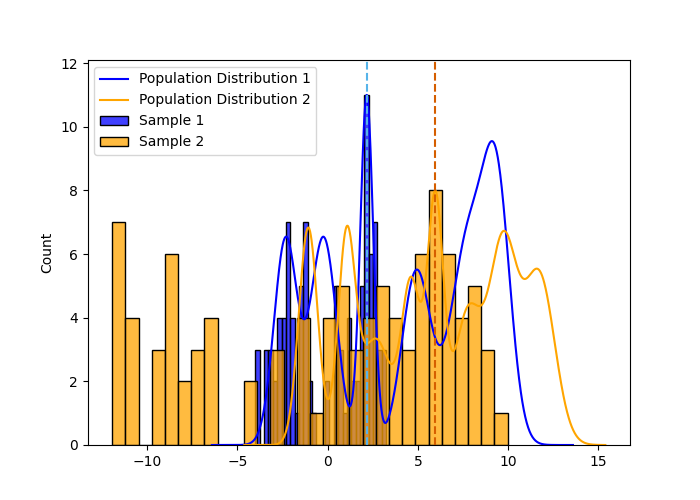 12
10
8
6
4
2
0
Count
Population Distribution 1
Population Distribution 2
Sample 1
Sample 2
−10
−5
0
5
10
15